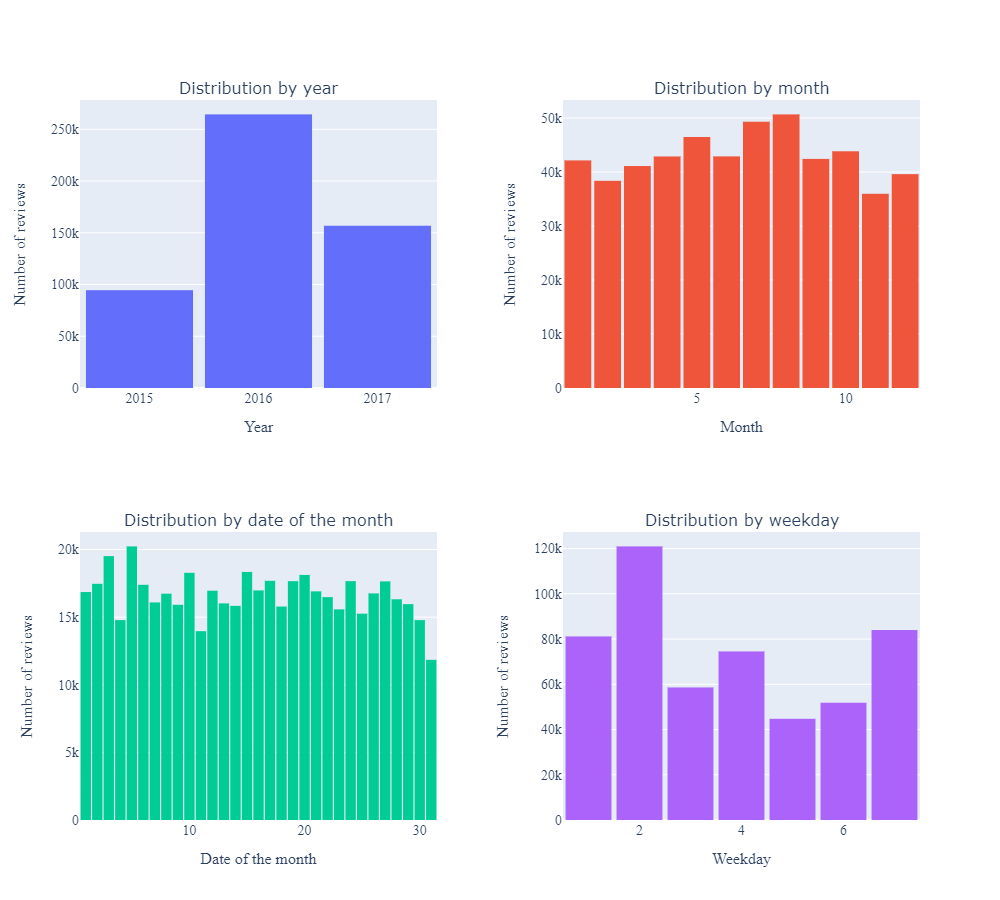 Distribution by year
Number of reviews
250k
200k
150k
100k
50k
0
2015 2016 2017
Year
Distribution by month
Number of reviews
50k
40k
30k
20k
10k
0
5 10
Month
Distribution by date of the month
Number of reviews
20k
15k
10k
5k
0
10 20 30
Date of the month
Distribution by weekday
Number of reviews
120k
100k
80k
60k
40k
20k
0
2 4 6
Weekday